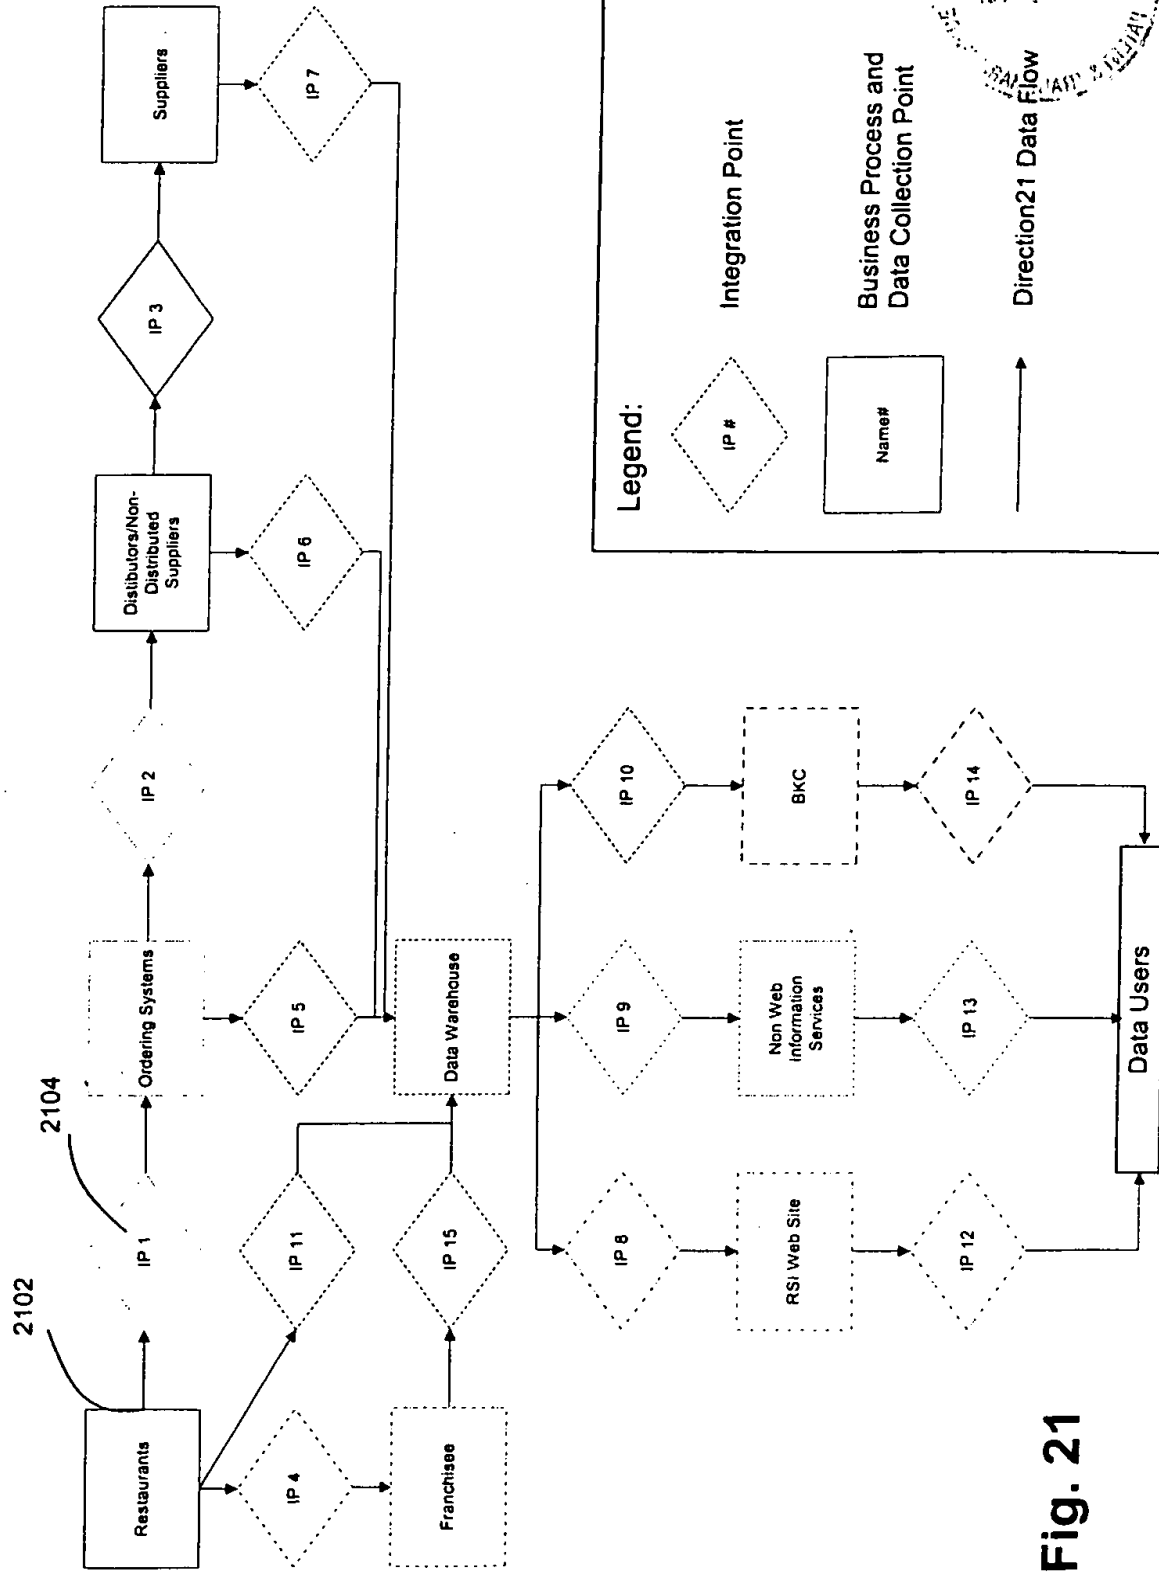 2102
2104
Restaurants
IP 1
Ordering Systems
IP 2
Distibutors/Non-
Distributed
Suppliers
IP 3
Suppliers
IP 4
IP 11
IP 5
IP 6
IP 7
Franchisee
IP 15
Data Warehouse
IP 8
IP 9
IP 10
RSI Web Site
Non Web
Information
Services
BKC
IP 12
IP 13
IP 14
Data Users
Legend:
IP #
Integration Point
Name#
Business Process and
Data Collection Point
Direction21 Data Flow
Fig. 21